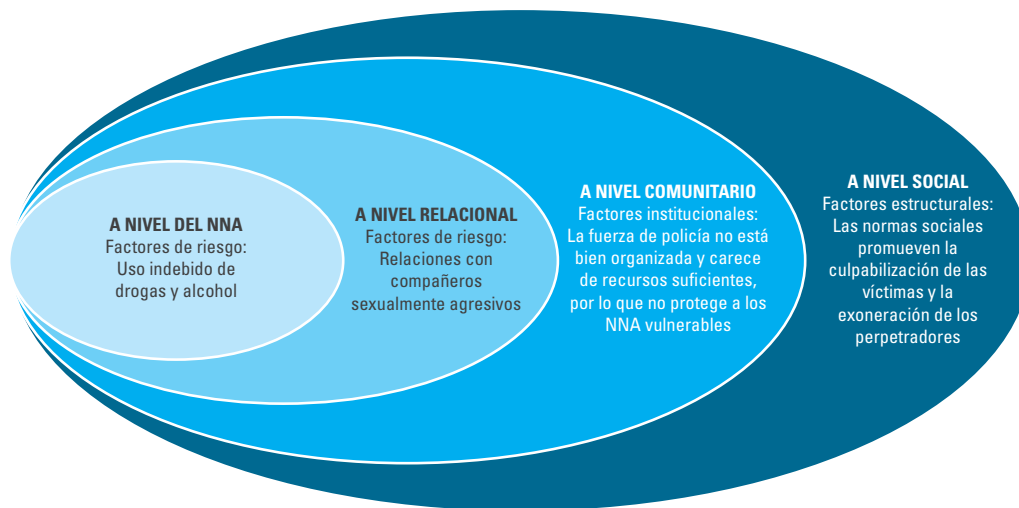 A NIVEL DEL NNA
Factores de riesgo:
Uso indebido de
drogas y alcohol
A NIVEL RELACIONAL
Factores de riesgo:
Relaciones con
compañeros
sexualmente agresivos
A NIVEL COMUNITARIO
Factores institucionales:
La fuerza de policía no está
bien organizada y carece
de recursos suficientes,
por lo que no protege a los
NNA vulnerables
A NIVEL SOCIAL
Factores estructurales:
Las normas sociales
promueven la
culpabilización de las
víctimas y la
exoneración de los
perpetradores